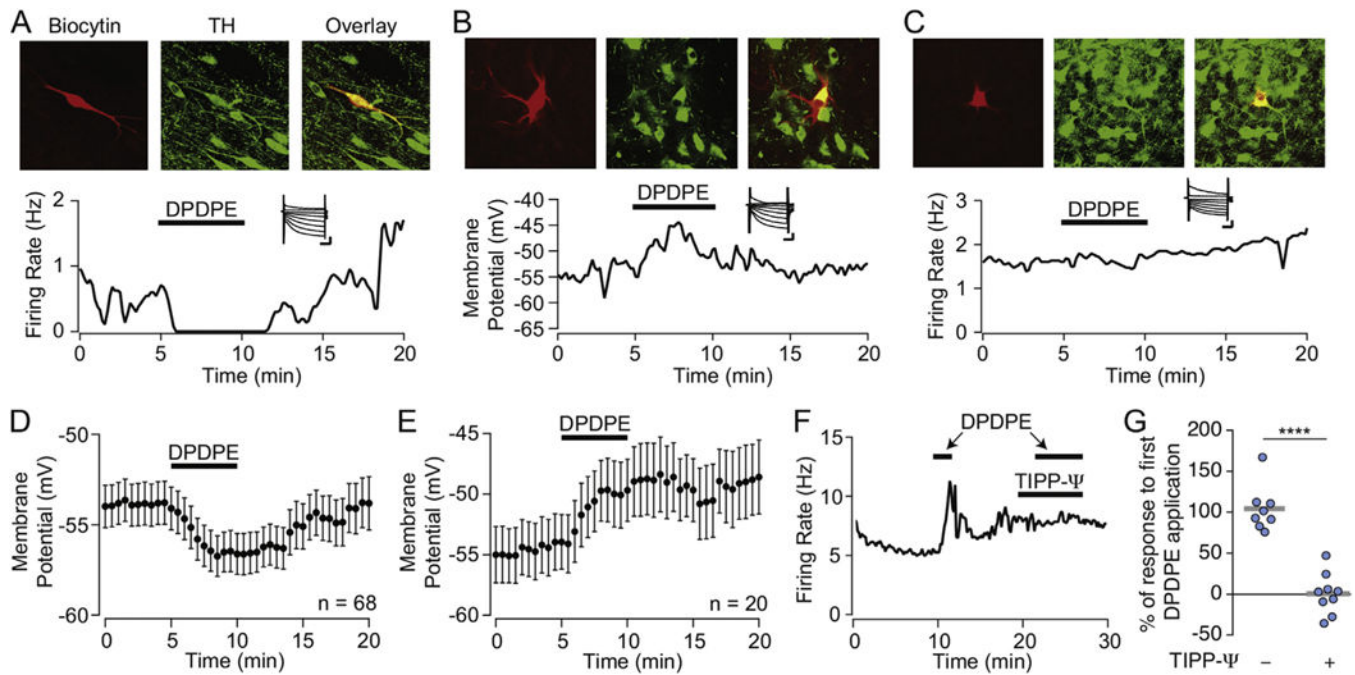 A
Biocytin
TH
Overlay
DPDPE
2
1
0
Firing Rate (Hz)
0 5 10 15 20
Time (min)
B
DPDPE
-40
-45
-50
-55
-60
-65
Membrane
Potential (mV)
0 5 10 15 20
Time (min)
C
DPDPE
3
2
1
0
Firing Rate (Hz)
0 5 10 15 20
Time (min)
D
DPDPE
-50
-55
-60
Membrane
Potential (mV)
n = 68
0 5 10 15 20
Time (min)
E
DPDPE
-45
-50
-55
-60
Membrane
Potential (mV)
n = 20
0 5 10 15 20
Time (min)
F
DPDPE
TIPP-Ψ
15
10
5
0
Firing Rate (Hz)
0 10 20 30
Time (min)
G
****
200
150
100
50
0
-50
% of response to first
DPDPE application
TIPP-Ψ – +